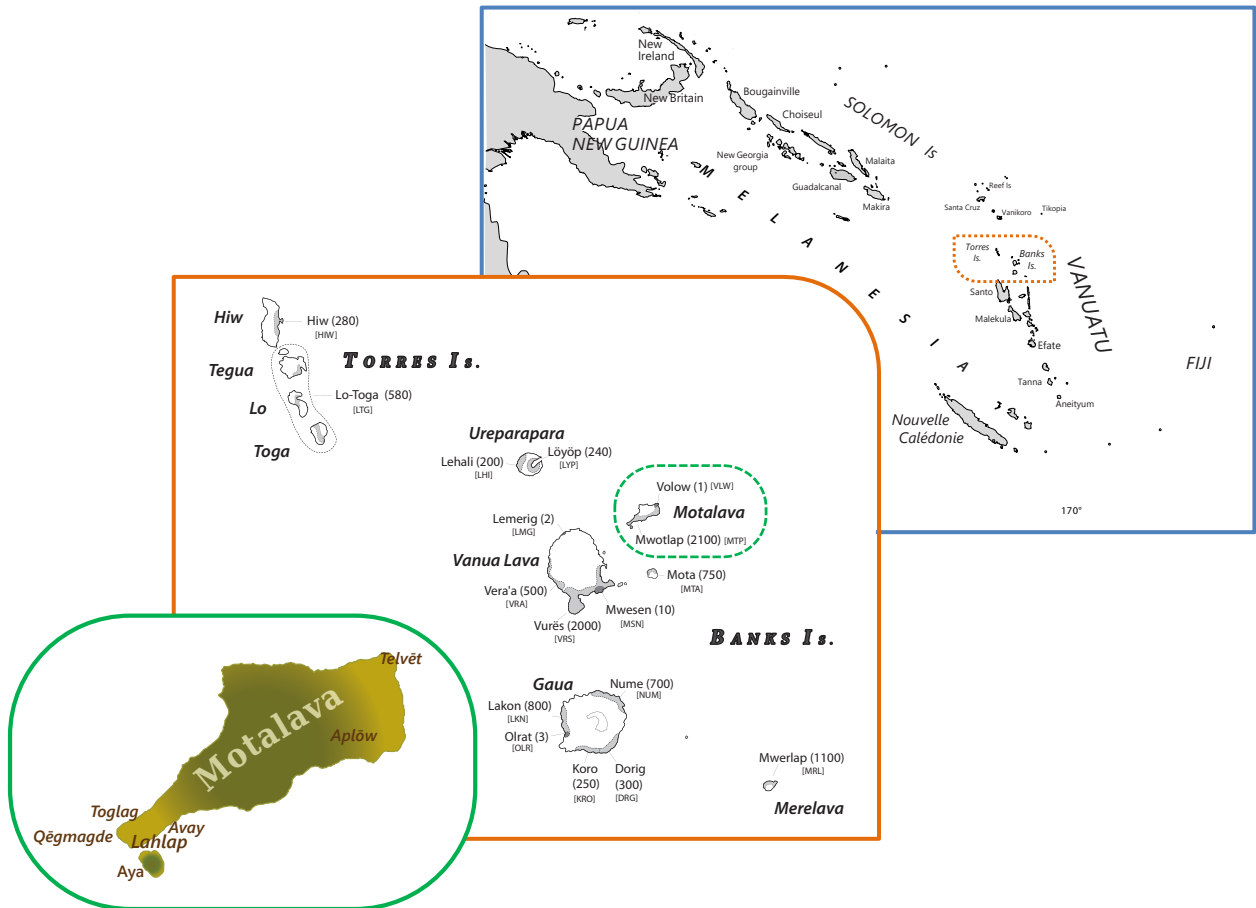 New
Ireland
New Britain
Bougainville
Choiseul
SOLOMON Is
PAPUA
NEW GUINEA
New Georgia
group
Malaita
Guadalcanal
Makira
MELANESIA
Reef Is
Santa Cruz
Vanikoro
Tikopia
Torres
Is.
Banks
Is.
VANUATU
Santo
Malekula
Efate
FIJI
Tanna
Aneityum
Nouvelle
Calédonie
170°
Hiw
Hiw (280)
[HIW]
TORRES Is.
Tegua
Lo
Lo-Toga (580)
[LTG]
Toga
Ureparapara
Lehali (200)
[LHI]
Löyöp (240)
[LYP]
Volow (1) [VLW]
Motalava
Mwotlap (2100) [MTP]
Lemerig (2)
[LMG]
Vanua Lava
Mota (750)
[MTA]
Vera'a (500)
[VRA]
Mwesen (10)
[MSN]
Vurës (2000)
[VRS]
BANKS Is.
Gaua
Nume (700)
[NUM]
Lakon (800)
[LKN]
Olrat (3)
[OLR]
Koro
(250)
[KRO]
Dorig
(300)
[DRG]
Mwerlap (1100)
[MRL]
Merelava
Telvēt
Motalava
Aplōw
Toglag
Avay
Qēgmagde
Lahlap
Aya